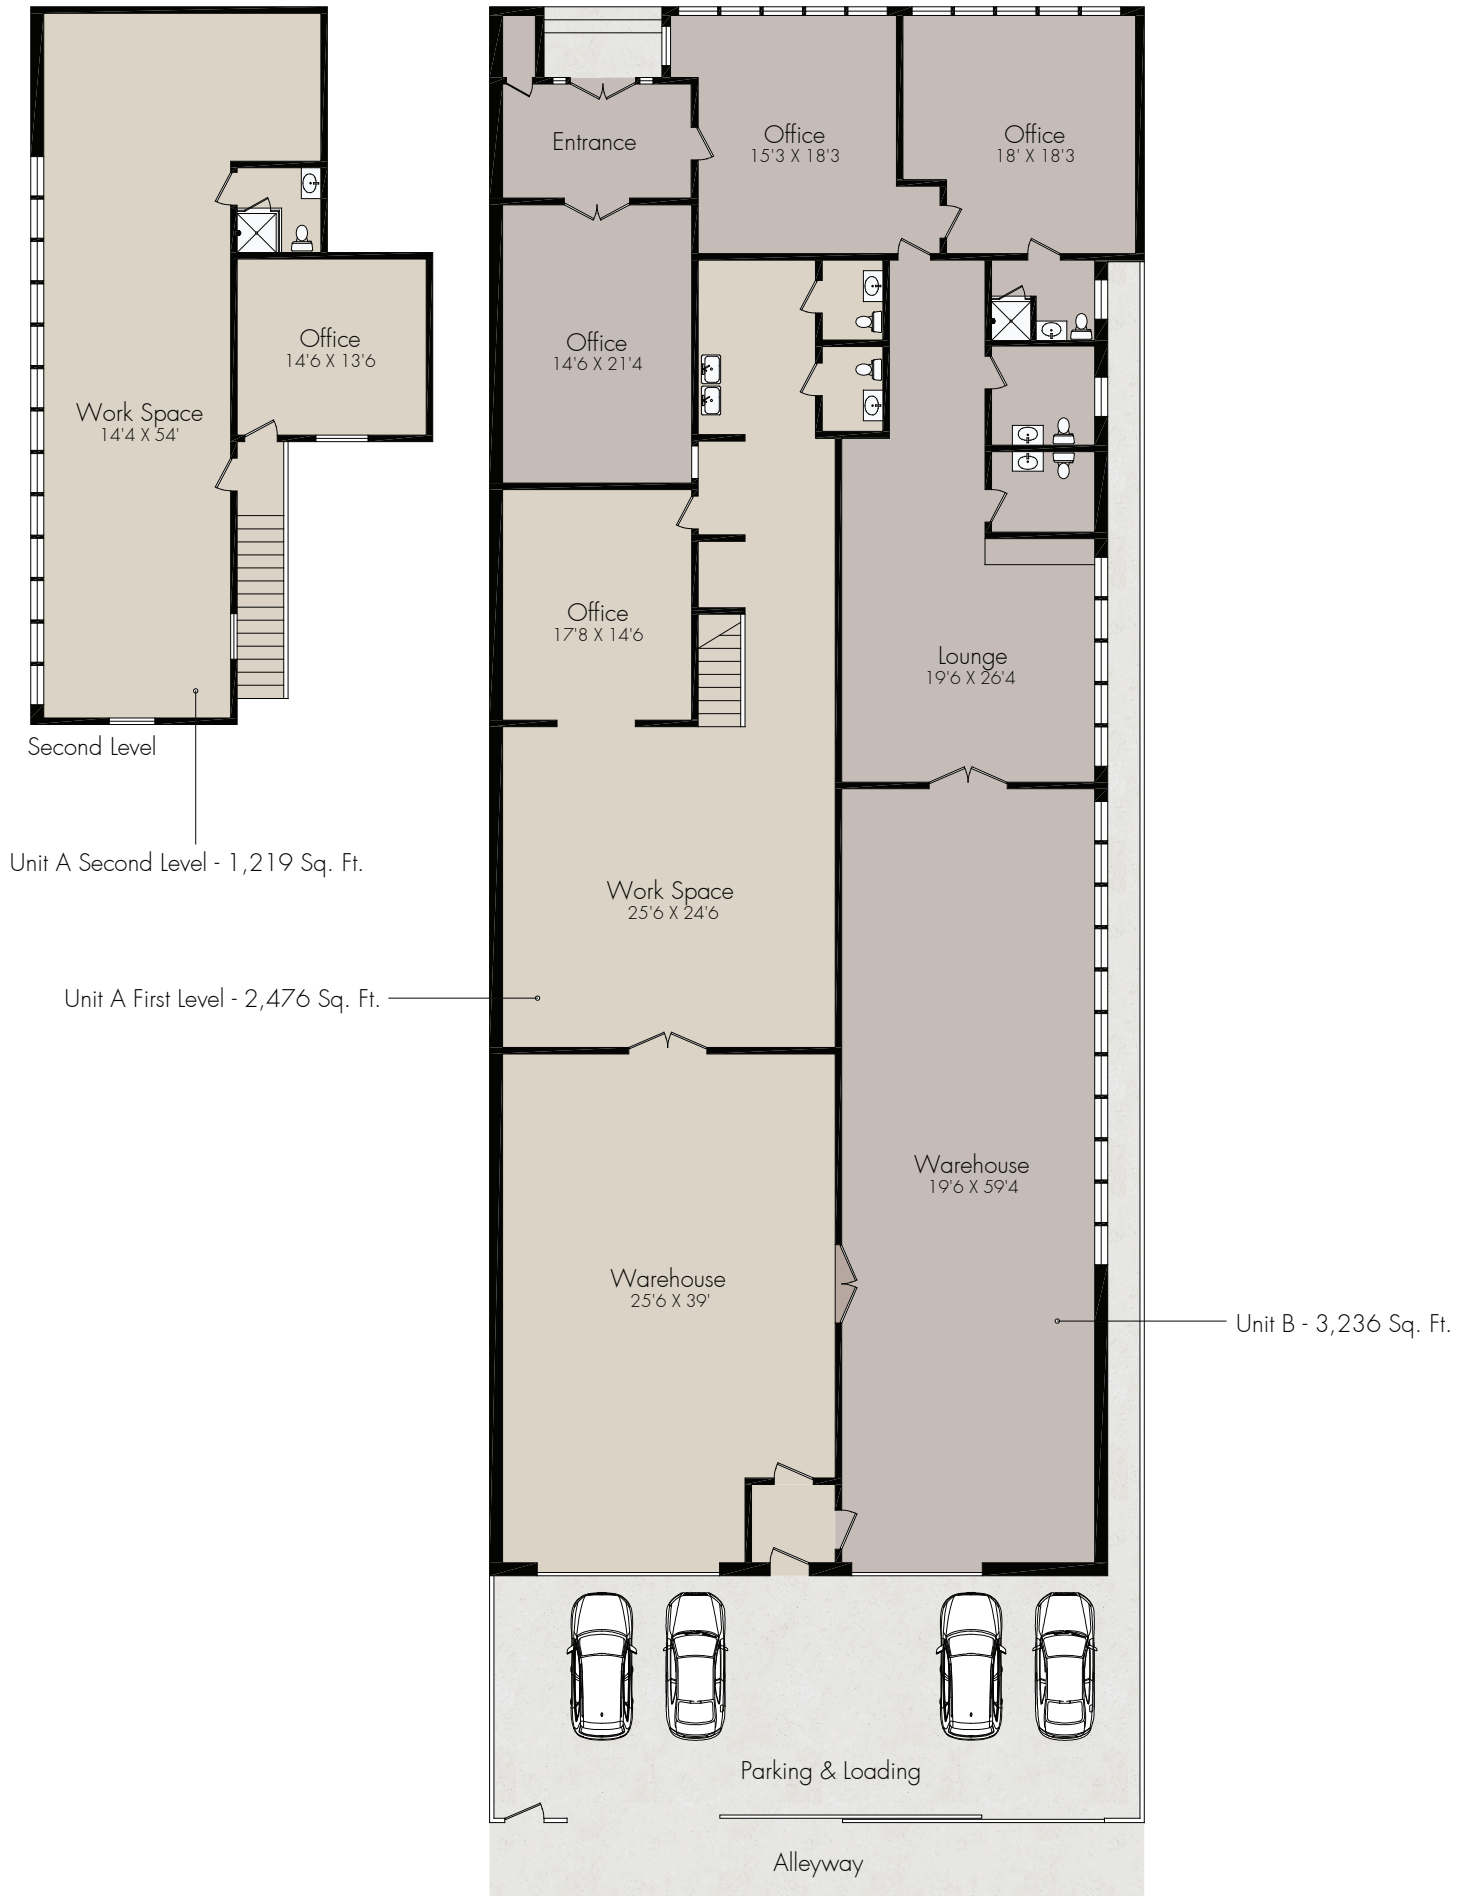 Entrance
Office
15'3 X 18'3
Office
18' X 18'3
Office
14'6 X 13'6
Office
14'6 X 21'4
Work Space
14'4 X 54'
Office
17'8 X 14'6
Lounge
19'6 X 26'4
Second Level
Unit A Second Level - 1,219 Sq. Ft.
Work Space
25'6 X 24'6
Unit A First Level - 2,476 Sq. Ft.
Warehouse
19'6 X 59'4
Warehouse
25'6 X 39'
Unit B - 3,236 Sq. Ft.
Parking & Loading
Alleyway